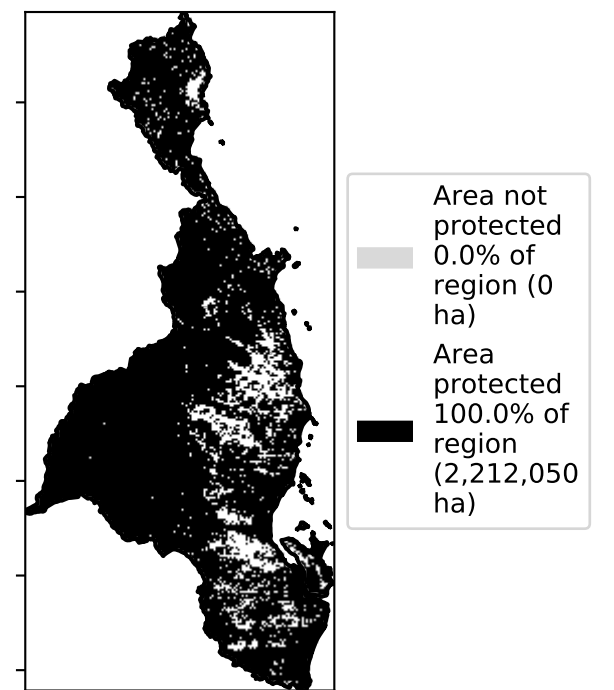 Area not
protected
0.0% of
region (0
ha)
Area
protected
100.0% of
region
(2,212,050
ha)